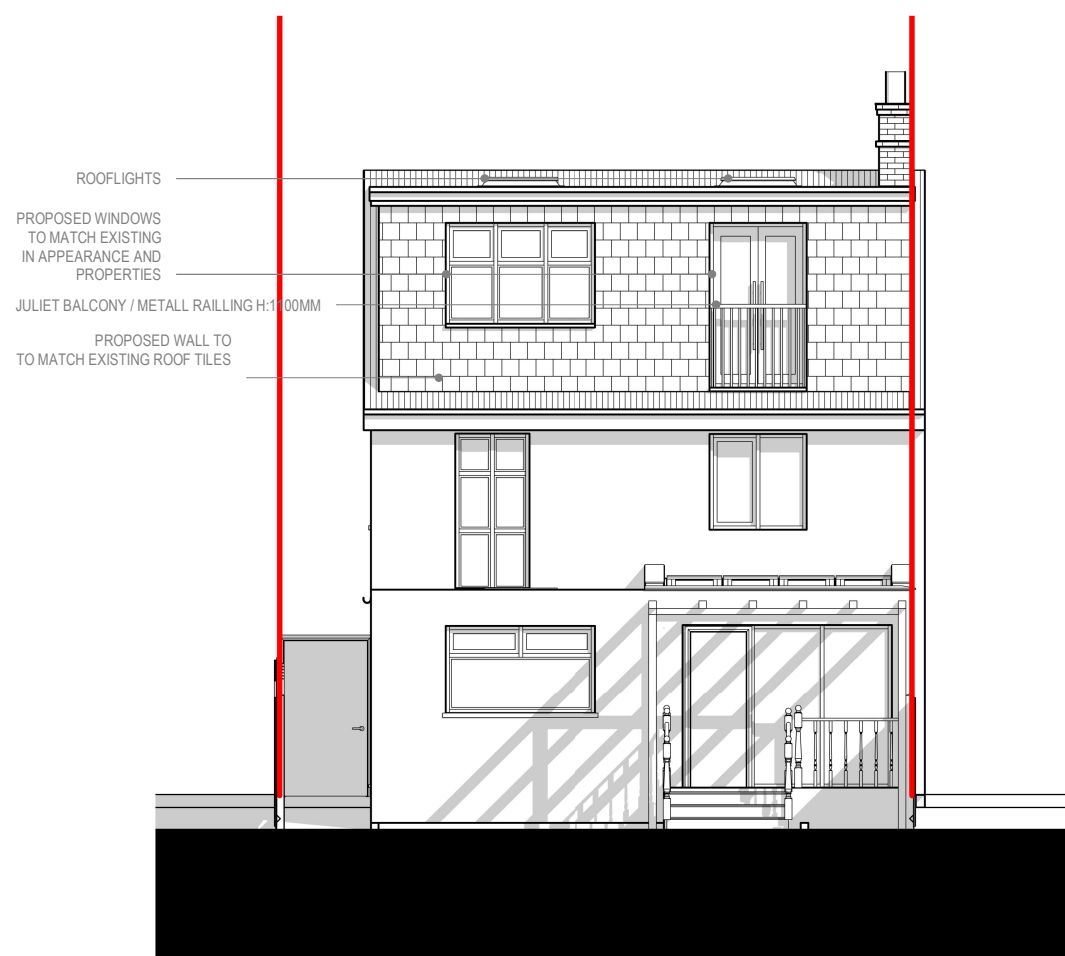 ROOFLIGHTS
PROPOSED WINDOWS
TO MATCH EXISTING
IN APPEARANCE AND
PROPERTIES
JULIET BALCONY / METALL RAILLING H:1100MM
PROPOSED WALL TO
TO MATCH EXISTING ROOF TILES